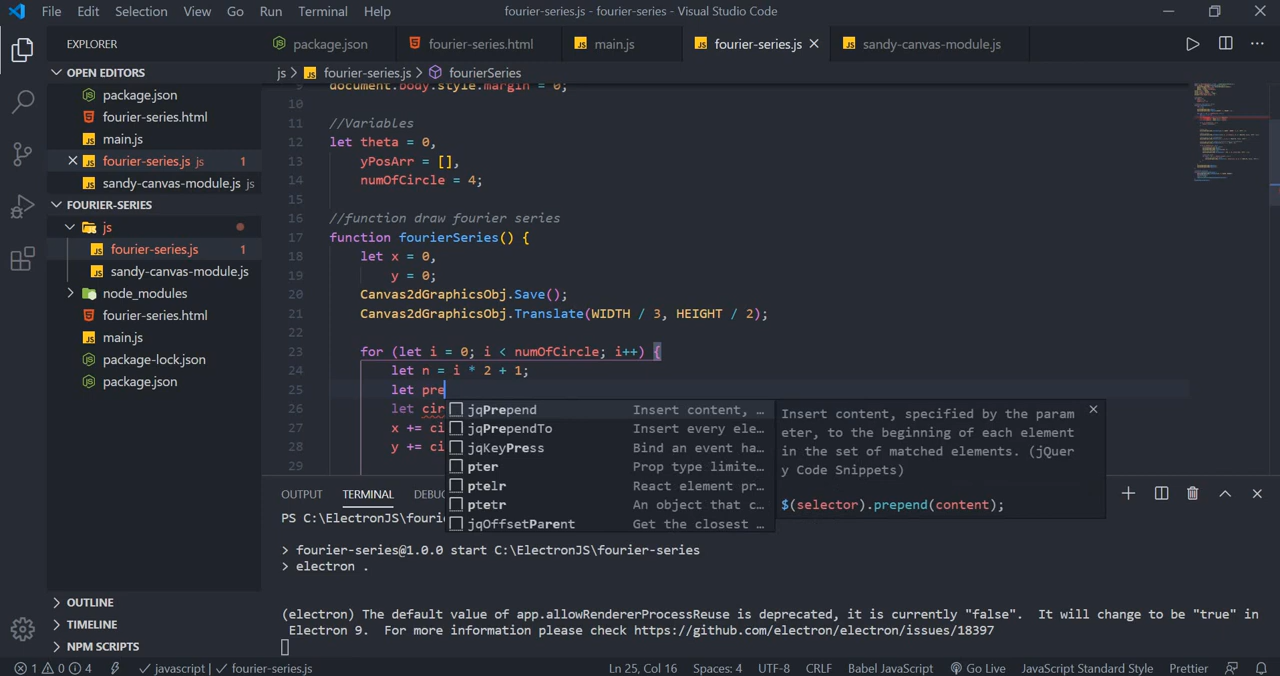 File Edit Selection View Go Run Terminal Help fourier-series.js - fourier-series - Visual Studio Code
EXPLORER
package.json fourier-series.html main.js fourier-series.js sandy-canvas-module.js
js > fourier-series.js > fourierSeries
OPEN EDITORS
package.json
fourier-series.html
main.js
fourier-series.js js 1
sandy-canvas-module.js js
FOURIER-SERIES
js
fourier-series.js 1
sandy-canvas-module.js
node_modules
fourier-series.html
main.js
package-lock.json
package.json
OUTLINE
TIMELINE
NPM SCRIPTS
9 document.body.style.margin = 0;
10
11 //Variables
12 let theta = 0,
13 yPosArr = [],
14 numOfCircle = 4;
15
16 //function draw fourier series
17 function fourierSeries() {
18 let x = 0,
19 y = 0;
20 Canvas2dGraphicsObj.Save();
21 Canvas2dGraphicsObj.Translate(WIDTH / 3, HEIGHT / 2);
22
23 for (let i = 0; i < numOfCircle; i++) {
24 let n = i * 2 + 1;
25 let pre
26 let cir
27 x += ci
28 y += ci
29
jqPrepend Insert content, …
jqPrependTo Insert every ele…
jqKeyPress Bind an event ha…
pter Prop type limite…
ptelr React element pr…
ptetr An object that c…
jqOffsetParent Get the closest …
Insert content, specified by the param
eter, to the beginning of each element
in the set of matched elements. (jQuer
y Code Snippets)
$(selector).prepend(content);
OUTPUT TERMINAL DEBU
PS C:\ElectronJS\fouri
> fourier-series@1.0.0 start C:\ElectronJS\fourier-series
> electron .
(electron) The default value of app.allowRendererProcessReuse is deprecated, it is currently "false". It will change to be "true" in
Electron 9. For more information please check https://github.com/electron/electron/issues/18397
1 0 4 javascript | fourier-series.js Ln 25, Col 16 Spaces: 4 UTF-8 CRLF Babel JavaScript Go Live JavaScript Standard Style Prettier